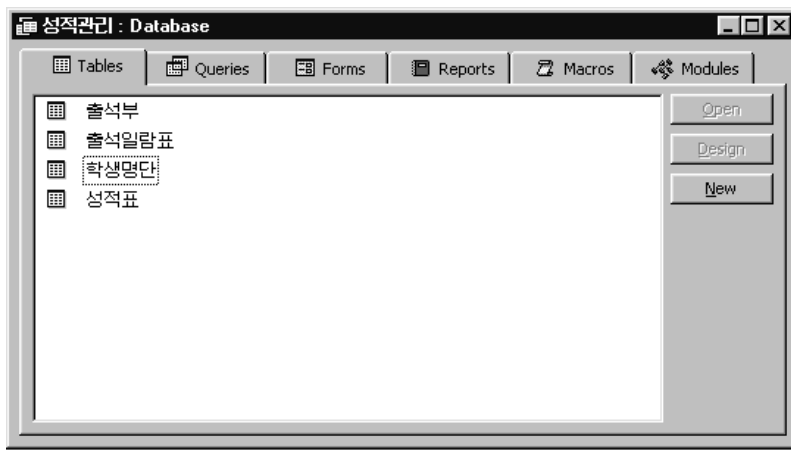 성적관리 : Database
Tables Queries Forms Reports Macros Modules
출석부
출석일람표
학생명단
성적표
Open
Design
New